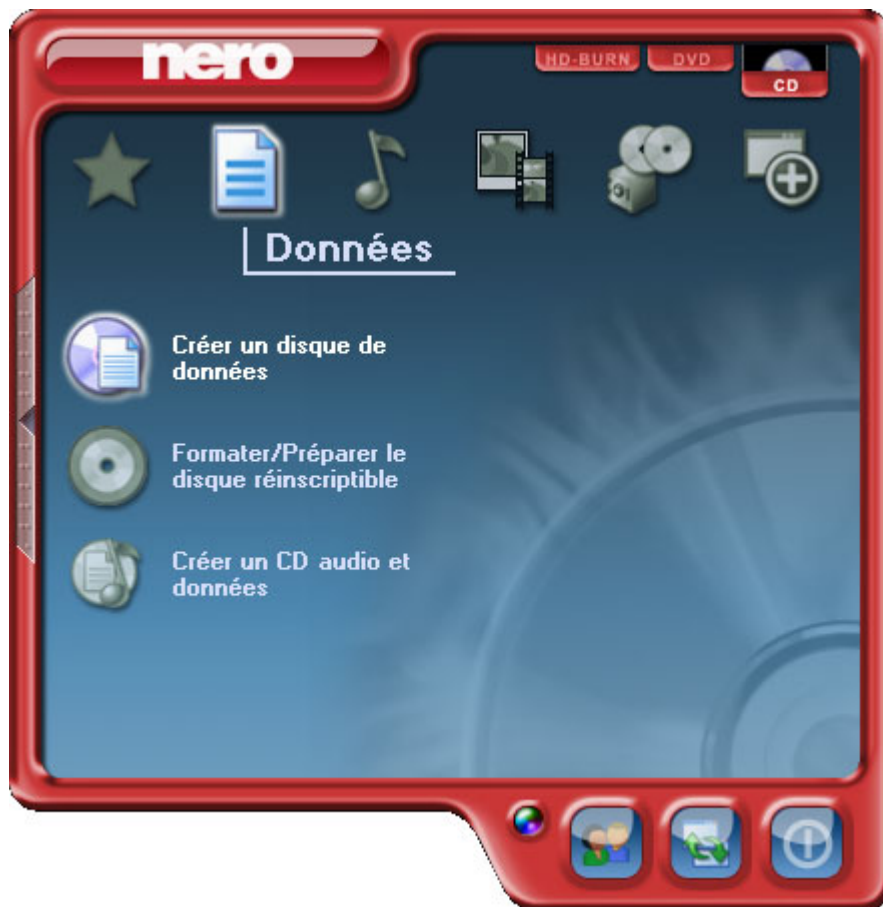 nero
HD-BURN
DVD
CD
Données
Créer un disque de
données
Formater/Préparer le
disque réinscriptible
Créer un CD audio et
données